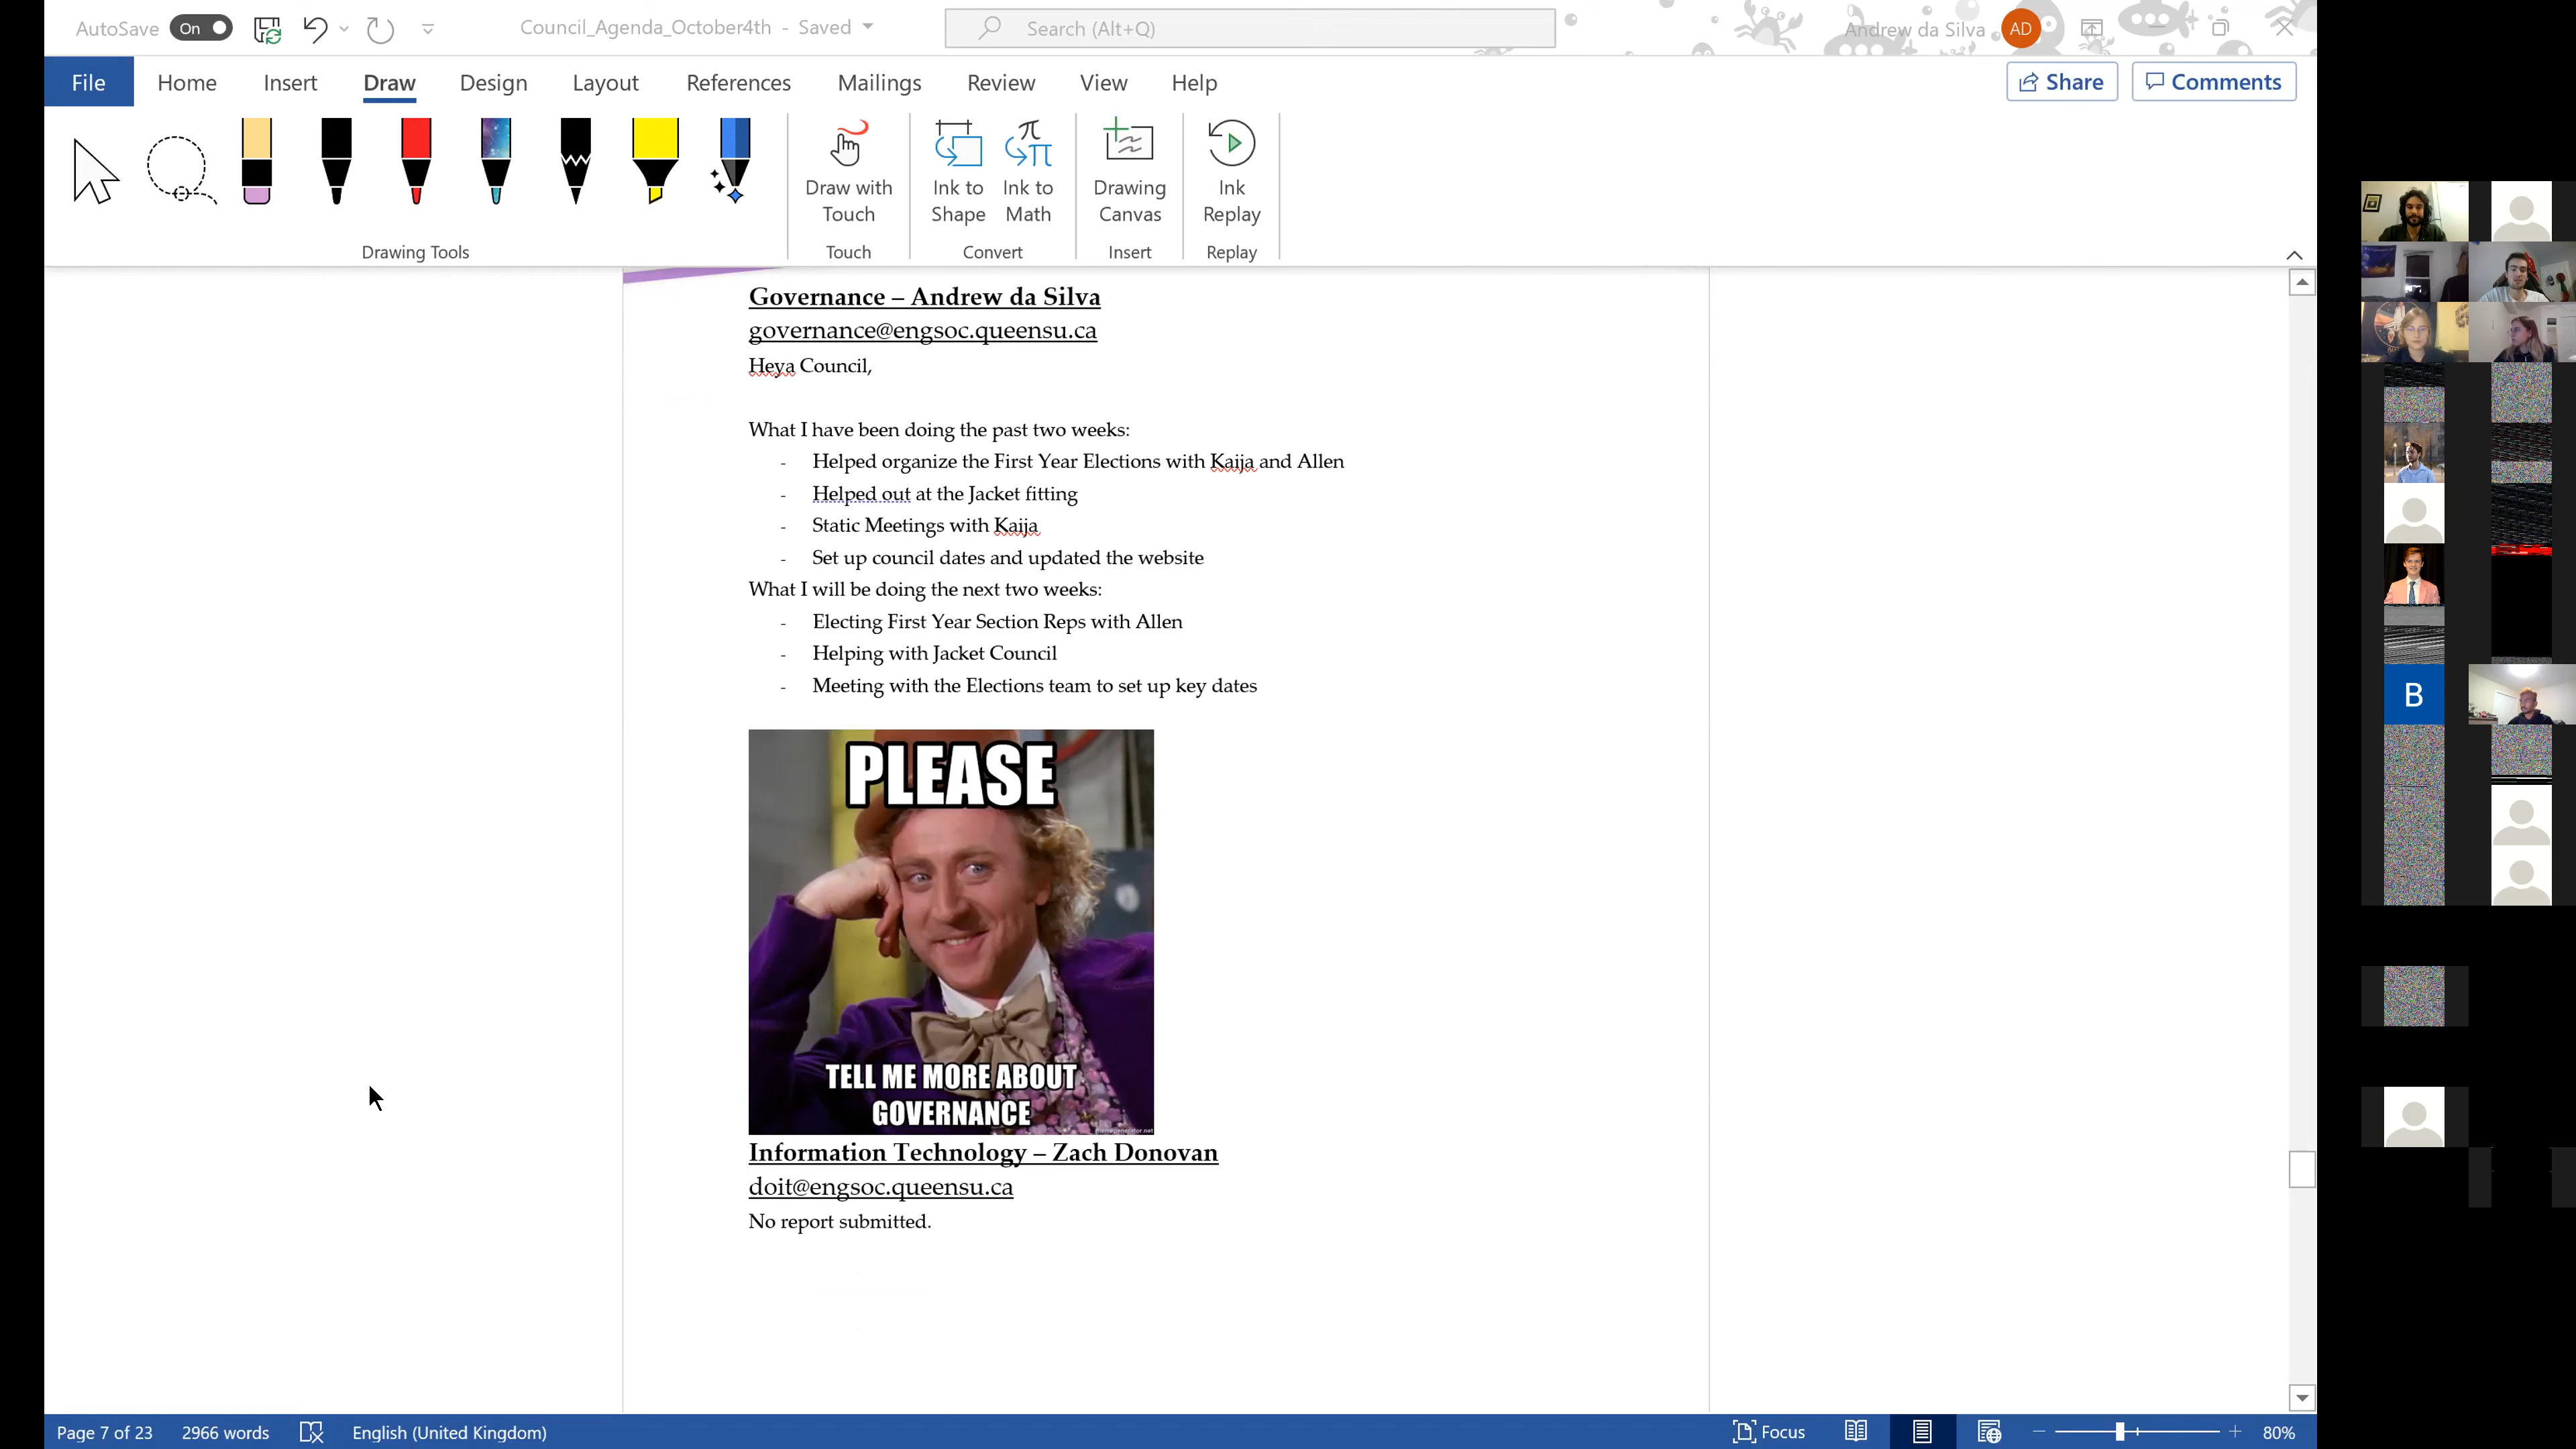 AutoSave On Council_Agenda_October4th - Saved Search (Alt+Q) Andrew da Silva AD
File Home Insert Draw Design Layout References Mailings Review View Help Share Comments
Draw with Touch
Ink to Shape
Ink to Math
Drawing Canvas
Ink Replay
Drawing Tools Touch Convert Insert Replay
Governance – Andrew da Silva
governance@engsoc.queensu.ca
Heya Council,
What I have been doing the past two weeks:
- Helped organize the First Year Elections with Kaija and Allen
- Helped out at the Jacket fitting
- Static Meetings with Kaija
- Set up council dates and updated the website
What I will be doing the next two weeks:
- Electing First Year Section Reps with Allen
- Helping with Jacket Council
- Meeting with the Elections team to set up key dates
PLEASE
TELL ME MORE ABOUT
GOVERNANCE
Information Technology – Zach Donovan
doit@engsoc.queensu.ca
No report submitted.
B
Page 7 of 23 2966 words English (United Kingdom) Focus 80%